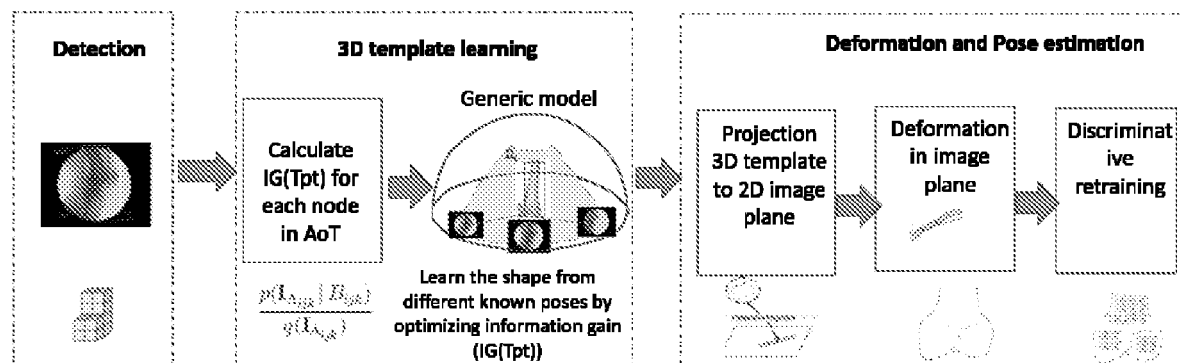 Detection
3D template learning
Deformation and Pose estimation
Generic model
Calculate
IG(Tpt) for
each node
in AoT
Projection
3D template
to 2D image
plane
Deformation
in image
plane
Discriminat
ive
retraining
Learn the shape from
different known poses by
optimizing information gain
(IG(Tpt))